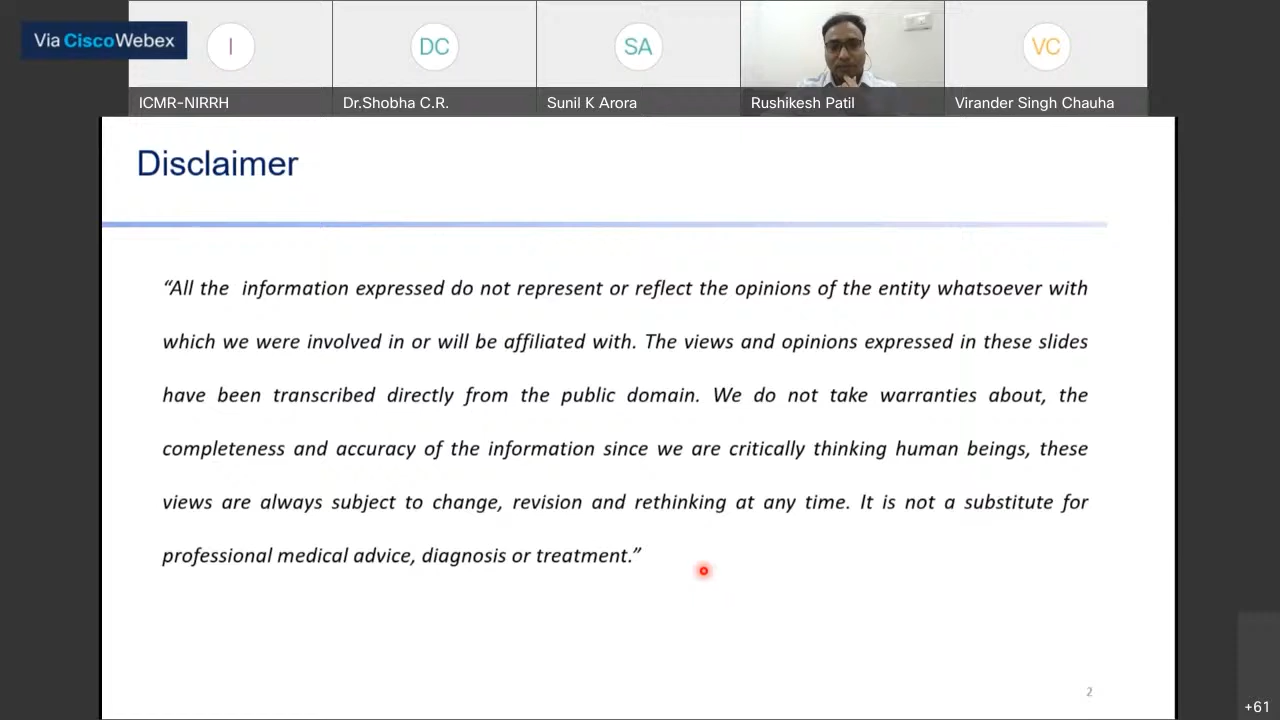 Via CiscoWebex
I
DC
SA
VC
ICMR-NIRRH
Dr.Shobha C.R.
Sunil K Arora
Rushikesh Patil
Virander Singh Chauha
Disclaimer
“All the information expressed do not represent or reflect the opinions of the entity whatsoever with
which we were involved in or will be affiliated with. The views and opinions expressed in these slides
have been transcribed directly from the public domain. We do not take warranties about, the
completeness and accuracy of the information since we are critically thinking human beings, these
views are always subject to change, revision and rethinking at any time. It is not a substitute for
professional medical advice, diagnosis or treatment.”
2
+61